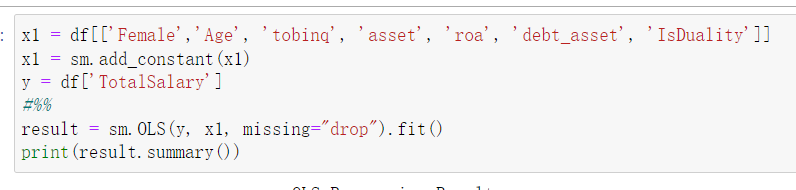 : x1 = df[['Female','Age', 'tobinq', 'asset', 'roa', 'debt_asset', 'IsDuality']]
x1 = sm.add_constant(x1)
y = df['TotalSalary']
#%%
result = sm.OLS(y, x1, missing="drop").fit()
print(result.summary())